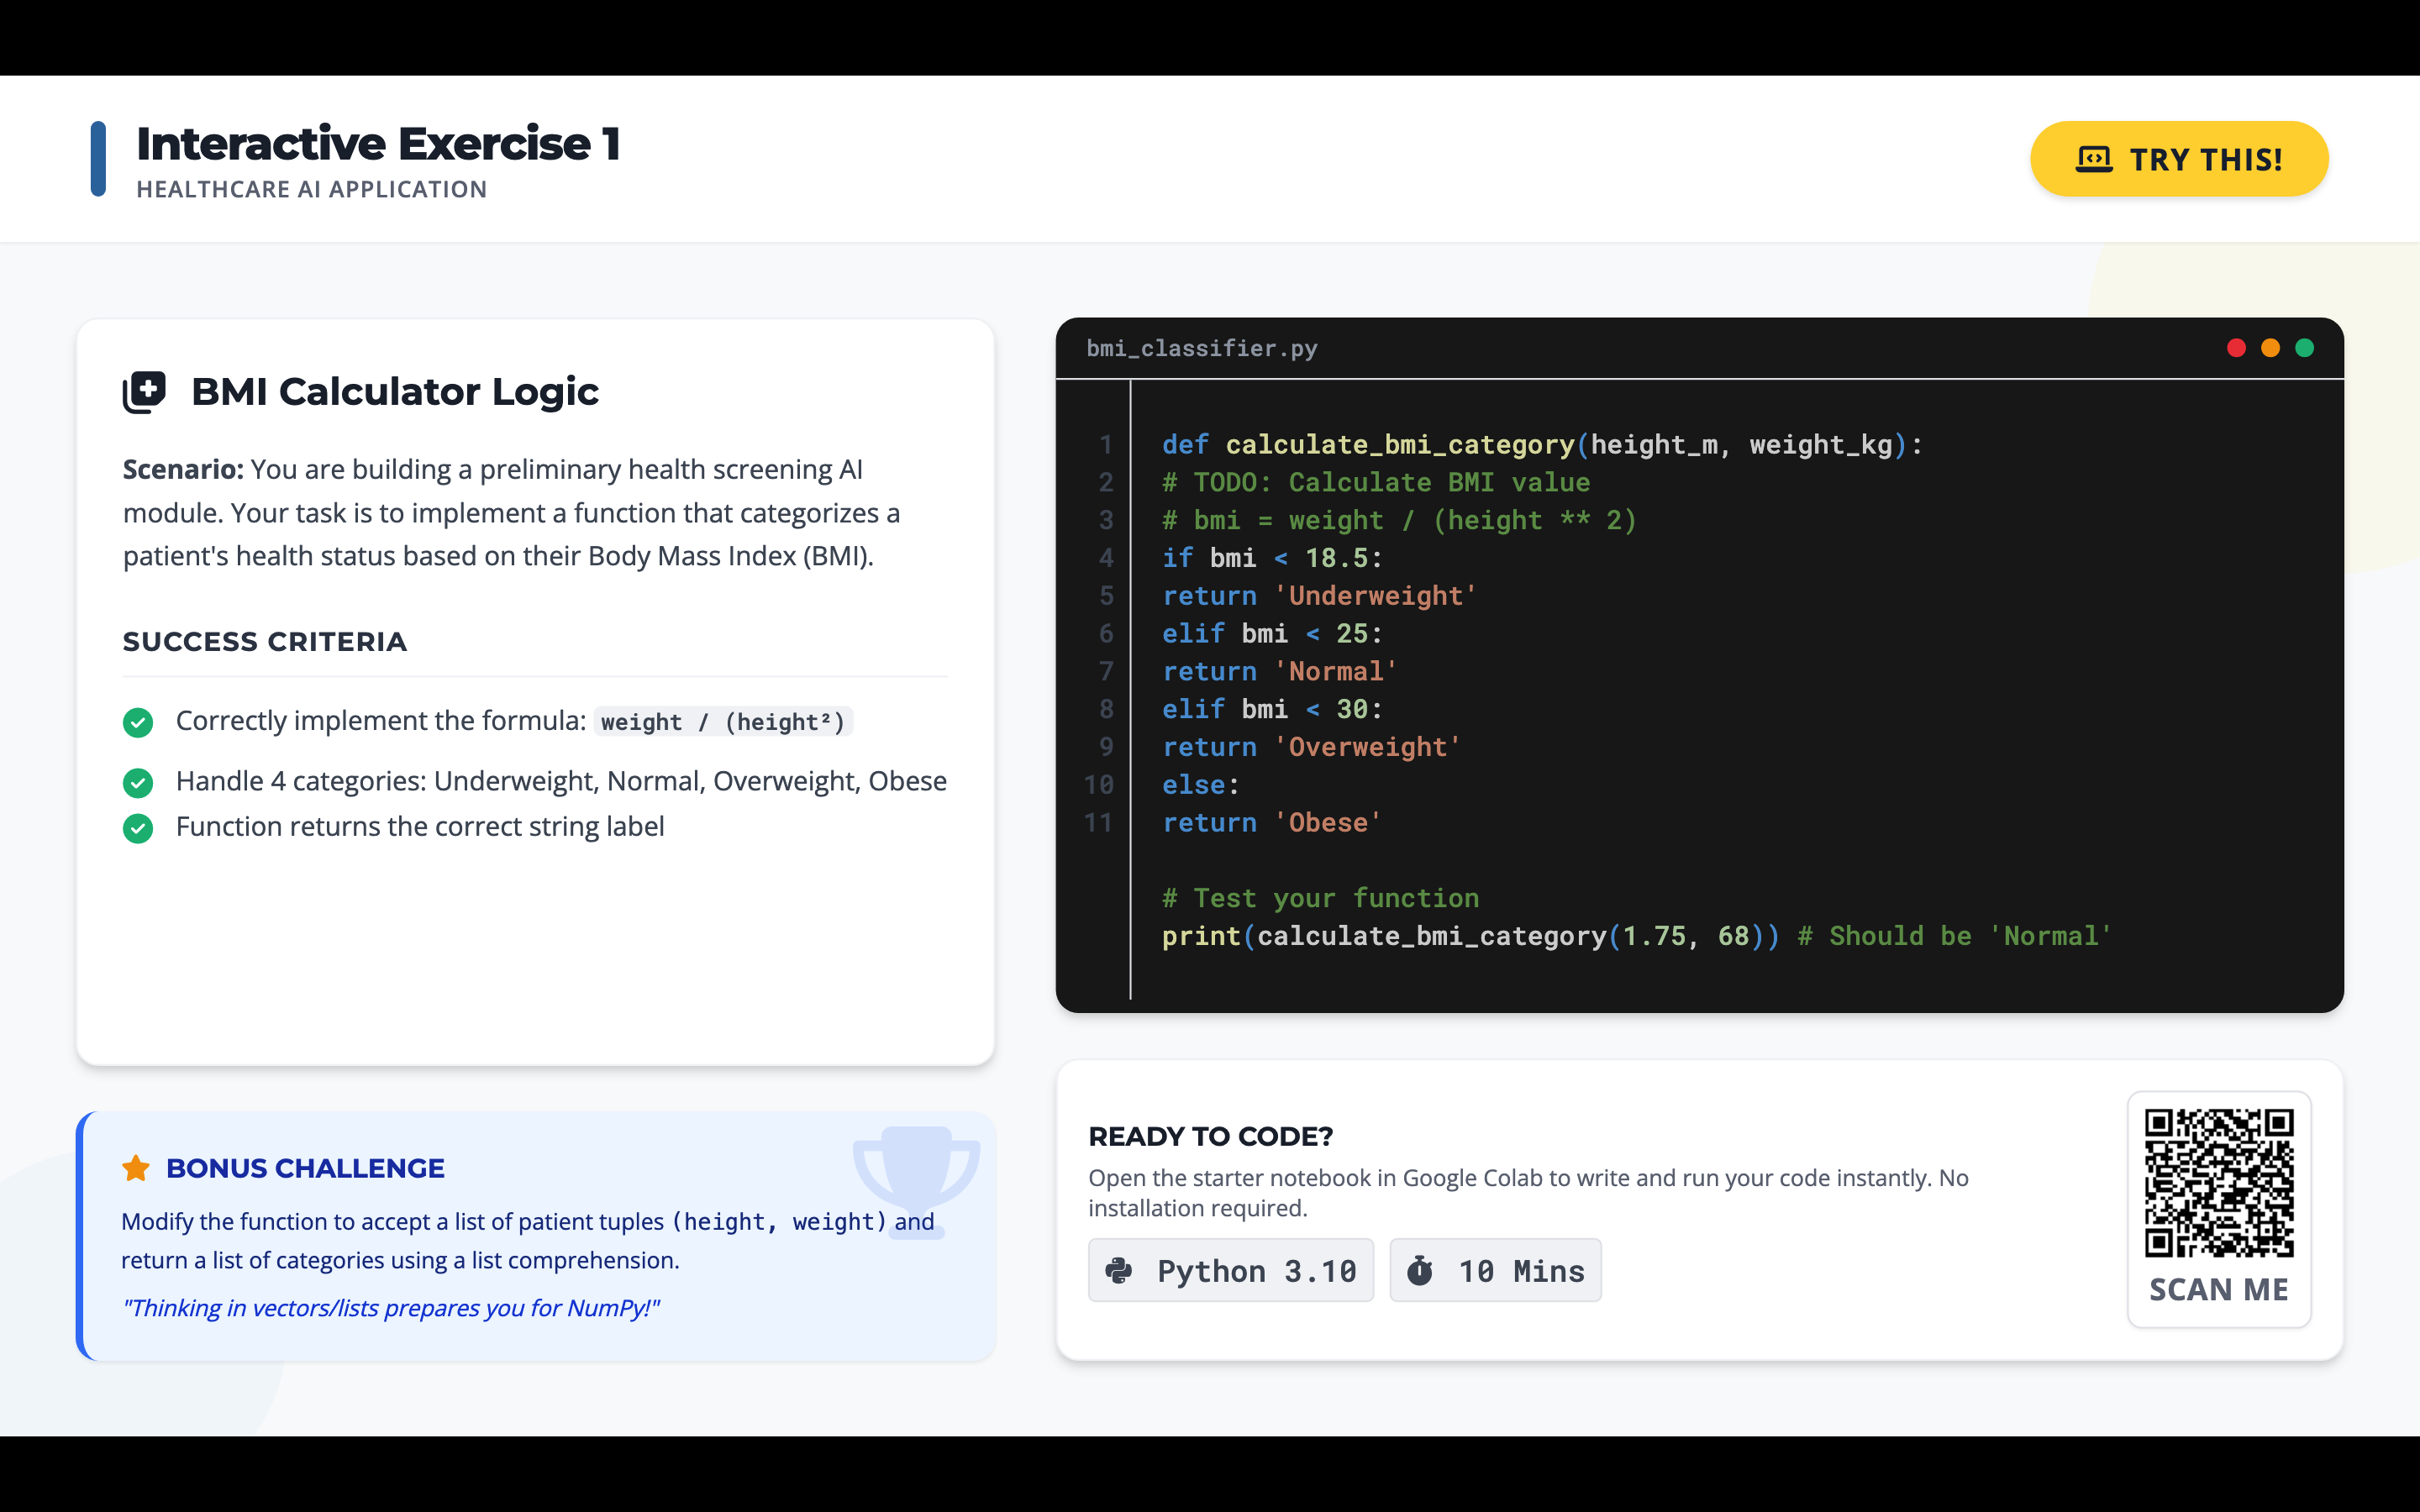 Interactive Exercise 1
HEALTHCARE AI APPLICATION
TRY THIS!
BMI Calculator Logic
Scenario: You are building a preliminary health screening AI
module. Your task is to implement a function that categorizes a
patient's health status based on their Body Mass Index (BMI).
SUCCESS CRITERIA
Correctly implement the formula: weight / (height²)
Handle 4 categories: Underweight, Normal, Overweight, Obese
Function returns the correct string label
BONUS CHALLENGE
Modify the function to accept a list of patient tuples (height, weight) and
return a list of categories using a list comprehension.
"Thinking in vectors/lists prepares you for NumPy!"
bmi_classifier.py
1 def calculate_bmi_category(height_m, weight_kg):
2 # TODO: Calculate BMI value
3 # bmi = weight / (height ** 2)
4 if bmi < 18.5:
5 return 'Underweight'
6 elif bmi < 25:
7 return 'Normal'
8 elif bmi < 30:
9 return 'Overweight'
10 else:
11 return 'Obese'
# Test your function
print(calculate_bmi_category(1.75, 68)) # Should be 'Normal'
READY TO CODE?
Open the starter notebook in Google Colab to write and run your code instantly. No
installation required.
Python 3.10
10 Mins
SCAN ME